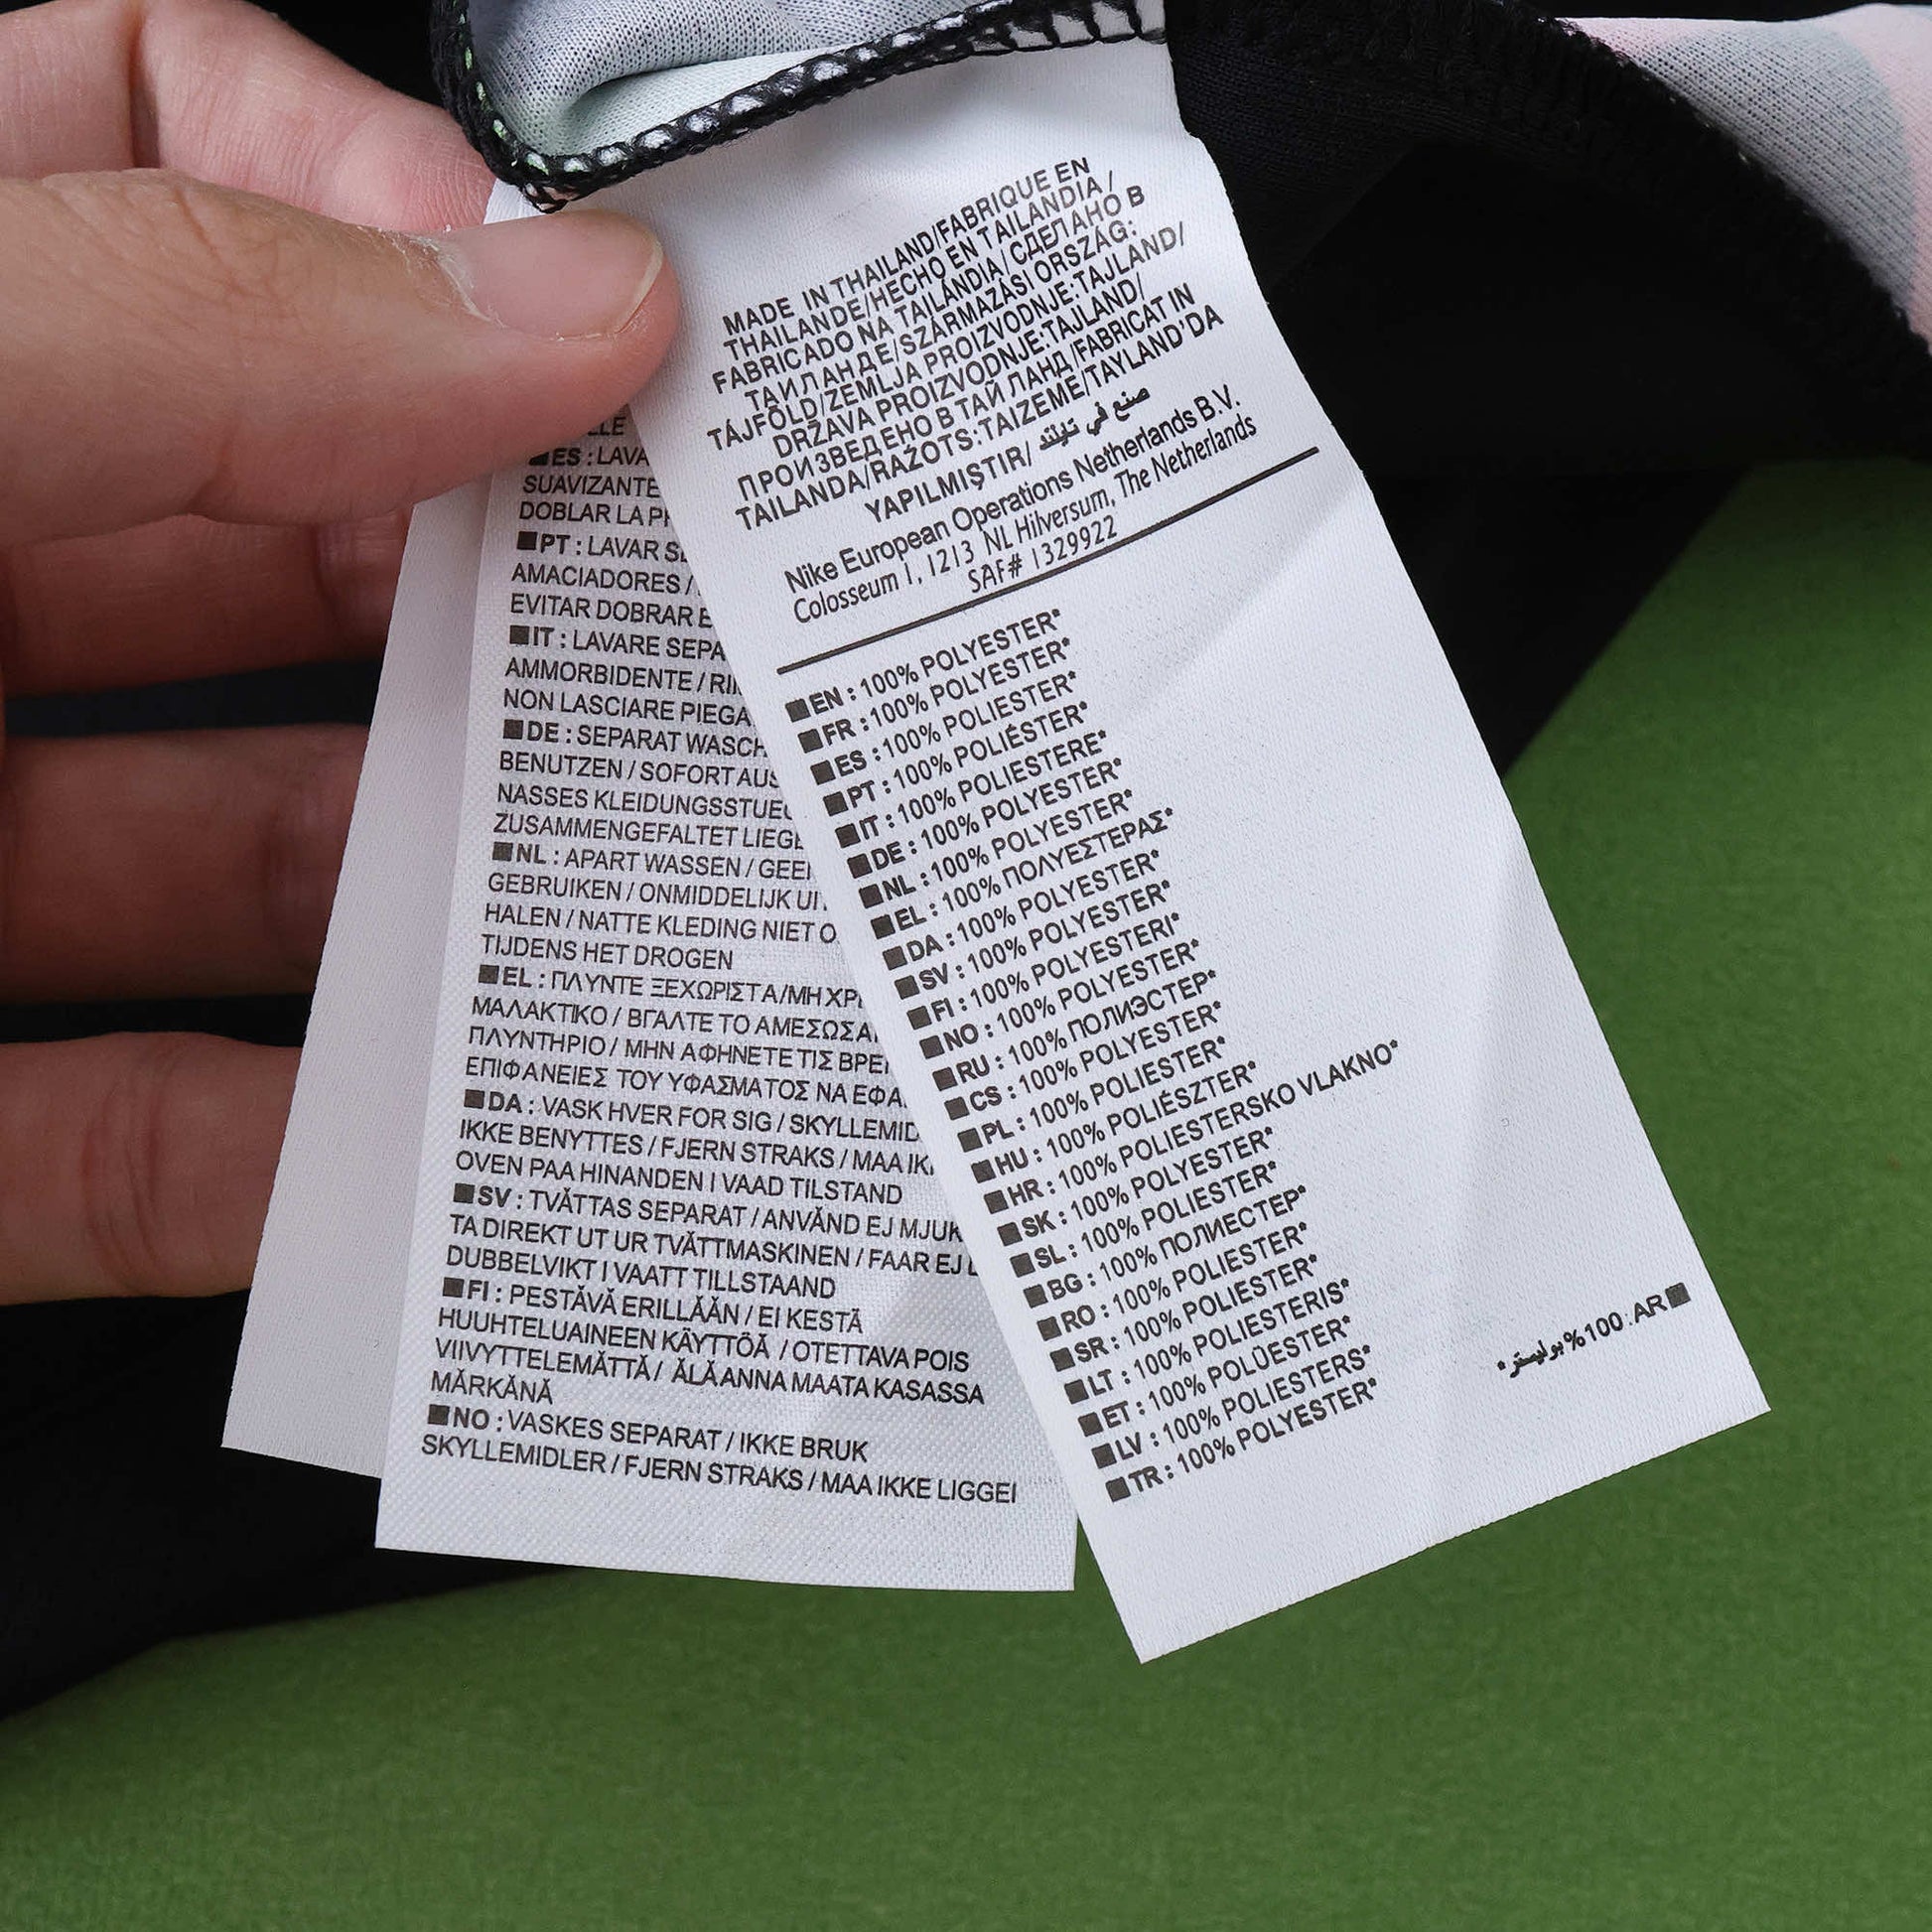 MADE IN THAILAND/FABRIQUE EN
THAILANDE/HECHO EN TAILANDIA/
FABRICADO NA TAILÂNDIA/СДЕЛАНО В
ТАИЛАНДЕ/SZÁRMAZÁSI ORSZÁG:
TÁJFÖLD/ZEMLJA PROIZVODNJE:TAJLAND/
DRŽAVA PROIZVODNJE:TAJLAND/
ПРОИЗВЕДЕНО В ТАЙЛАНД/FABRICAT IN
TAILANDA/RAŽOTS:TAIZEME/TAYLAND'DA
YAPILMIŞTIR/ صنع في تيلند
Nike European Operations Netherlands B.V.
Colosseum 1, 1213 NL Hilversum, The Netherlands
SAF# 1329922
■EN : 100% POLYESTER*
■FR : 100% POLYESTER*
■ES : 100% POLIESTER*
■PT : 100% POLIÉSTER*
■IT : 100% POLIESTERE*
■DE : 100% POLYESTER*
■NL : 100% POLYESTER*
■EL : 100% ΠΟΛΥΕΣΤΕΡΑΣ*
■DA : 100% POLYESTER*
■SV : 100% POLYESTER*
■FI : 100% POLYESTERI*
■NO : 100% POLYESTER*
■RU : 100% ПОЛИЭСТЕР*
■CS : 100% POLYESTER*
■PL : 100% POLIESTER*
■HU : 100% POLIÉSZTER*
■HR : 100% POLIESTERSKO VLAKNO*
■SK : 100% POLYESTER*
■SL : 100% POLIESTER*
■BG : 100% ПОЛИЕСТЕР*
■RO : 100% POLIESTER*
■SR : 100% POLIESTER*
■LT : 100% POLIESTERIS*
■ET : 100% POLÜESTER*
■LV : 100% POLIESTERS*
■TR : 100% POLYESTER*
■AR : 100% بوليستر*
■ES : LAVA
SUAVIZANTE
DOBLAR LA
■PT : LAVAR
AMACIADORES /
EVITAR DOBRAR
■IT : LAVARE SEPA
AMMORBIDENTE /
NON LASCIARE PIEGA
■DE : SEPARAT WASCH
BENUTZEN / SOFORT AUS
NASSES KLEIDUNGSSTUE
ZUSAMMENGEFALTET LIEGE
■NL : APART WASSEN / GEE
GEBRUIKEN / ONMIDDELIJK UI
HALEN / NATTE KLEDING NIET O
TIJDENS HET DROGEN
■EL : ΠΛΥΝΤΕ ΞΕΧΩΡΙΣΤΑ/ΜΗ ΧΡ
ΜΑΛΑΚΤΙΚΟ / ΒΓΑΛΤΕ ΤΟ ΑΜΕΣΩΣ Α
ΠΛΥΝΤΗΡΙΟ / ΜΗΝ ΑΦΗΝΕΤΕ ΤΙΣ ΒΡΕ
ΕΠΙΦΑΝΕΙΕΣ ΤΟΥ ΥΦΑΣΜΑΤΟΣ ΝΑ ΕΦΑ
■DA : VASK HVER FOR SIG / SKYLLEMID
IKKE BENYTTES / FJERN STRAKS / MAA IK
OVEN PAA HINANDEN I VAAD TILSTAND
■SV : TVÄTTAS SEPARAT / ANVÄND EJ MJUK
TA DIREKT UT UR TVÄTTMASKINEN / FAAR EJ
DUBBELVIKT I VAATT TILLSTAAND
■FI : PESTÄVÄ ERILLÄÄN / EI KESTÄ
HUUHTELUAINEEN KÄYTTÖÄ / OTETTAVA POIS
VIIVYTTELEMÄTTÄ / ÄLÄ ANNA MAATA KASASSA
MÄRKÄNÄ
■NO : VASKES SEPARAT / IKKE BRUK
SKYLLEMIDLER / FJERN STRAKS / MAA IKKE LIGGEI